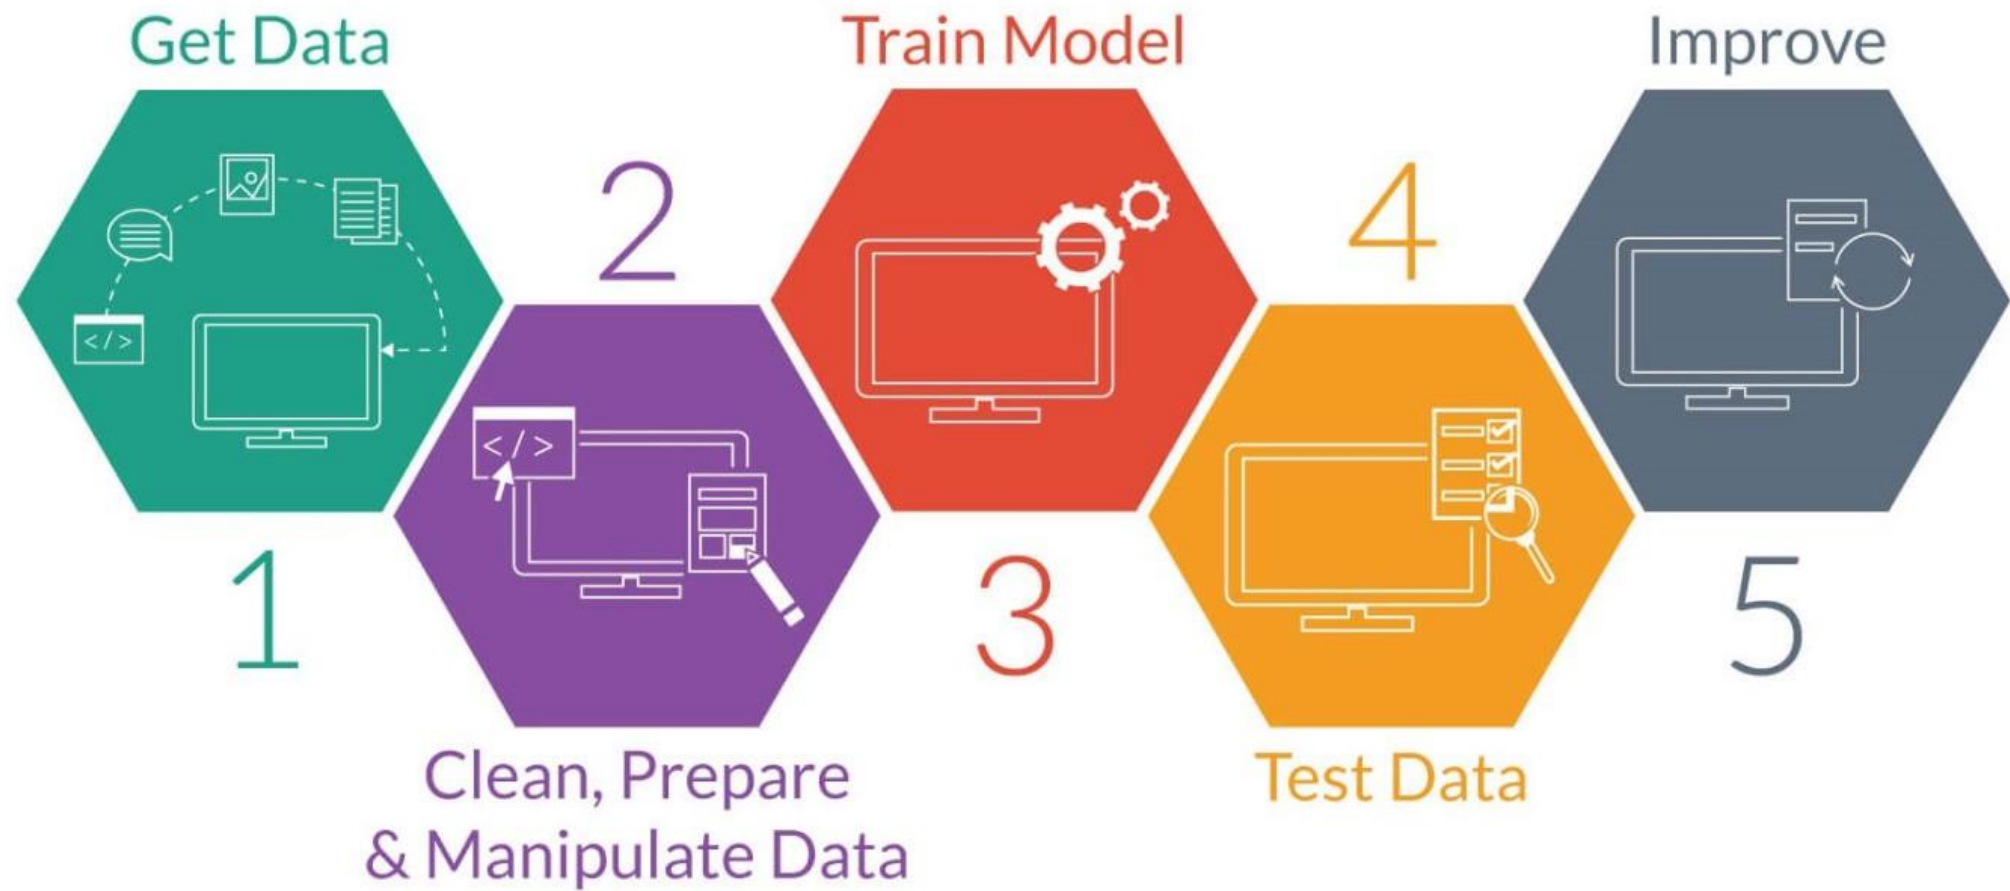 Get Data
</>
1
2
</>
Clean, Prepare
& Manipulate Data
Train Model
3
4
Test Data
Improve
5